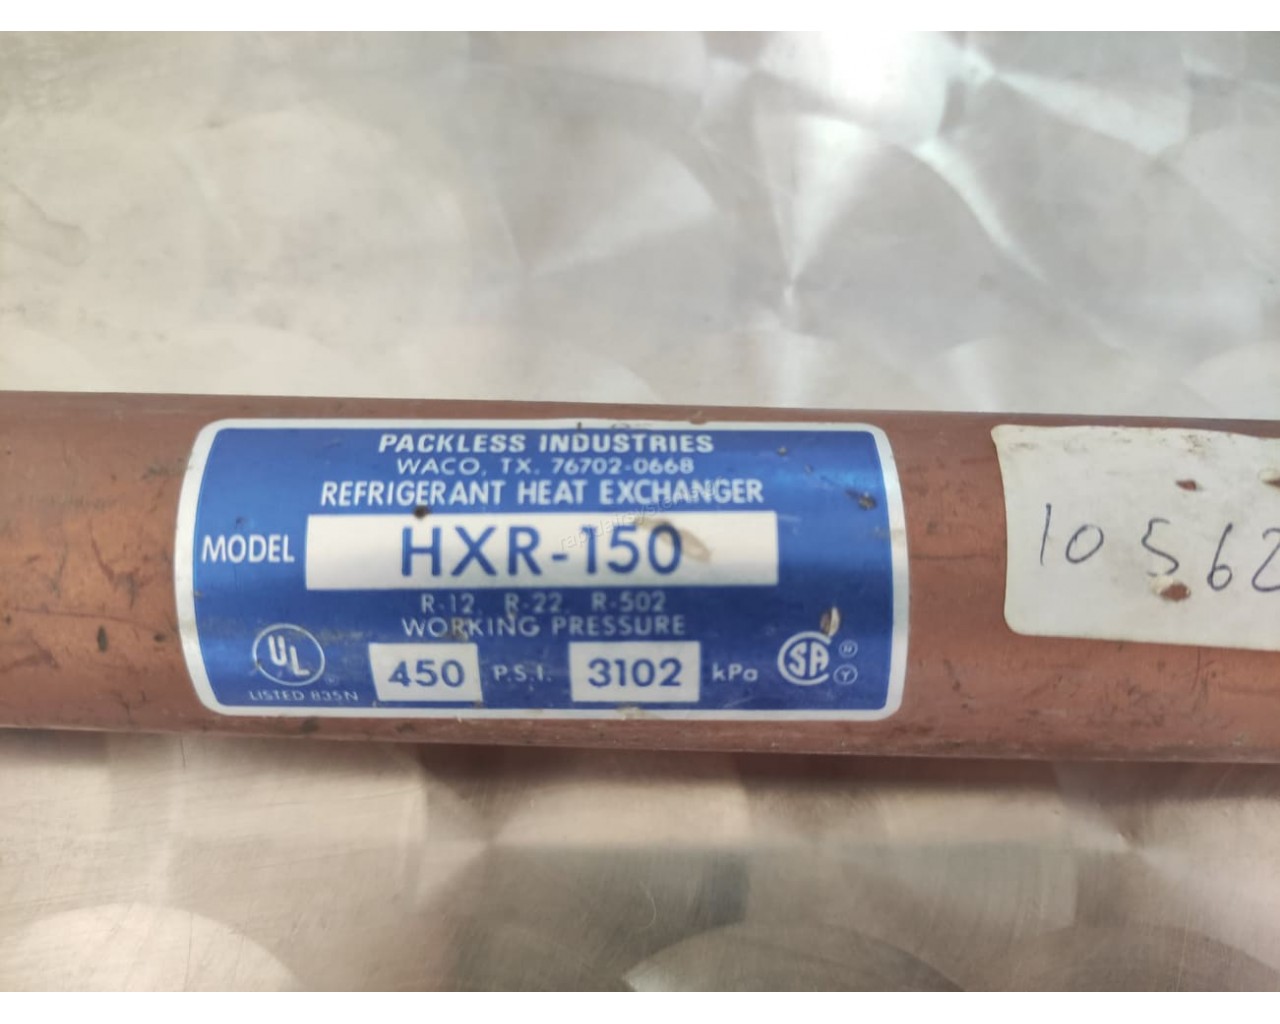 PACKLESS INDUSTRIES
WACO, TX. 76702-0668
REFRIGERANT HEAT EXCHANGER
MODEL HXR-150
R-12, R-22, R-502
WORKING PRESSURE
UL 450 P.S.I. 3102 kPa SA
LISTED 835N
10562